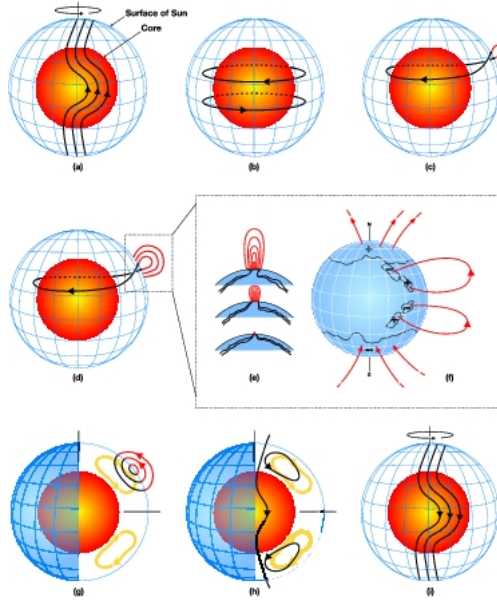 Surface of Sun
Core
(a)
(b)
(c)
(d)
(e)
N
+
−
S
(f)
(g)
(h)
(i)